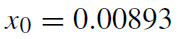 x₀ = 0.00893